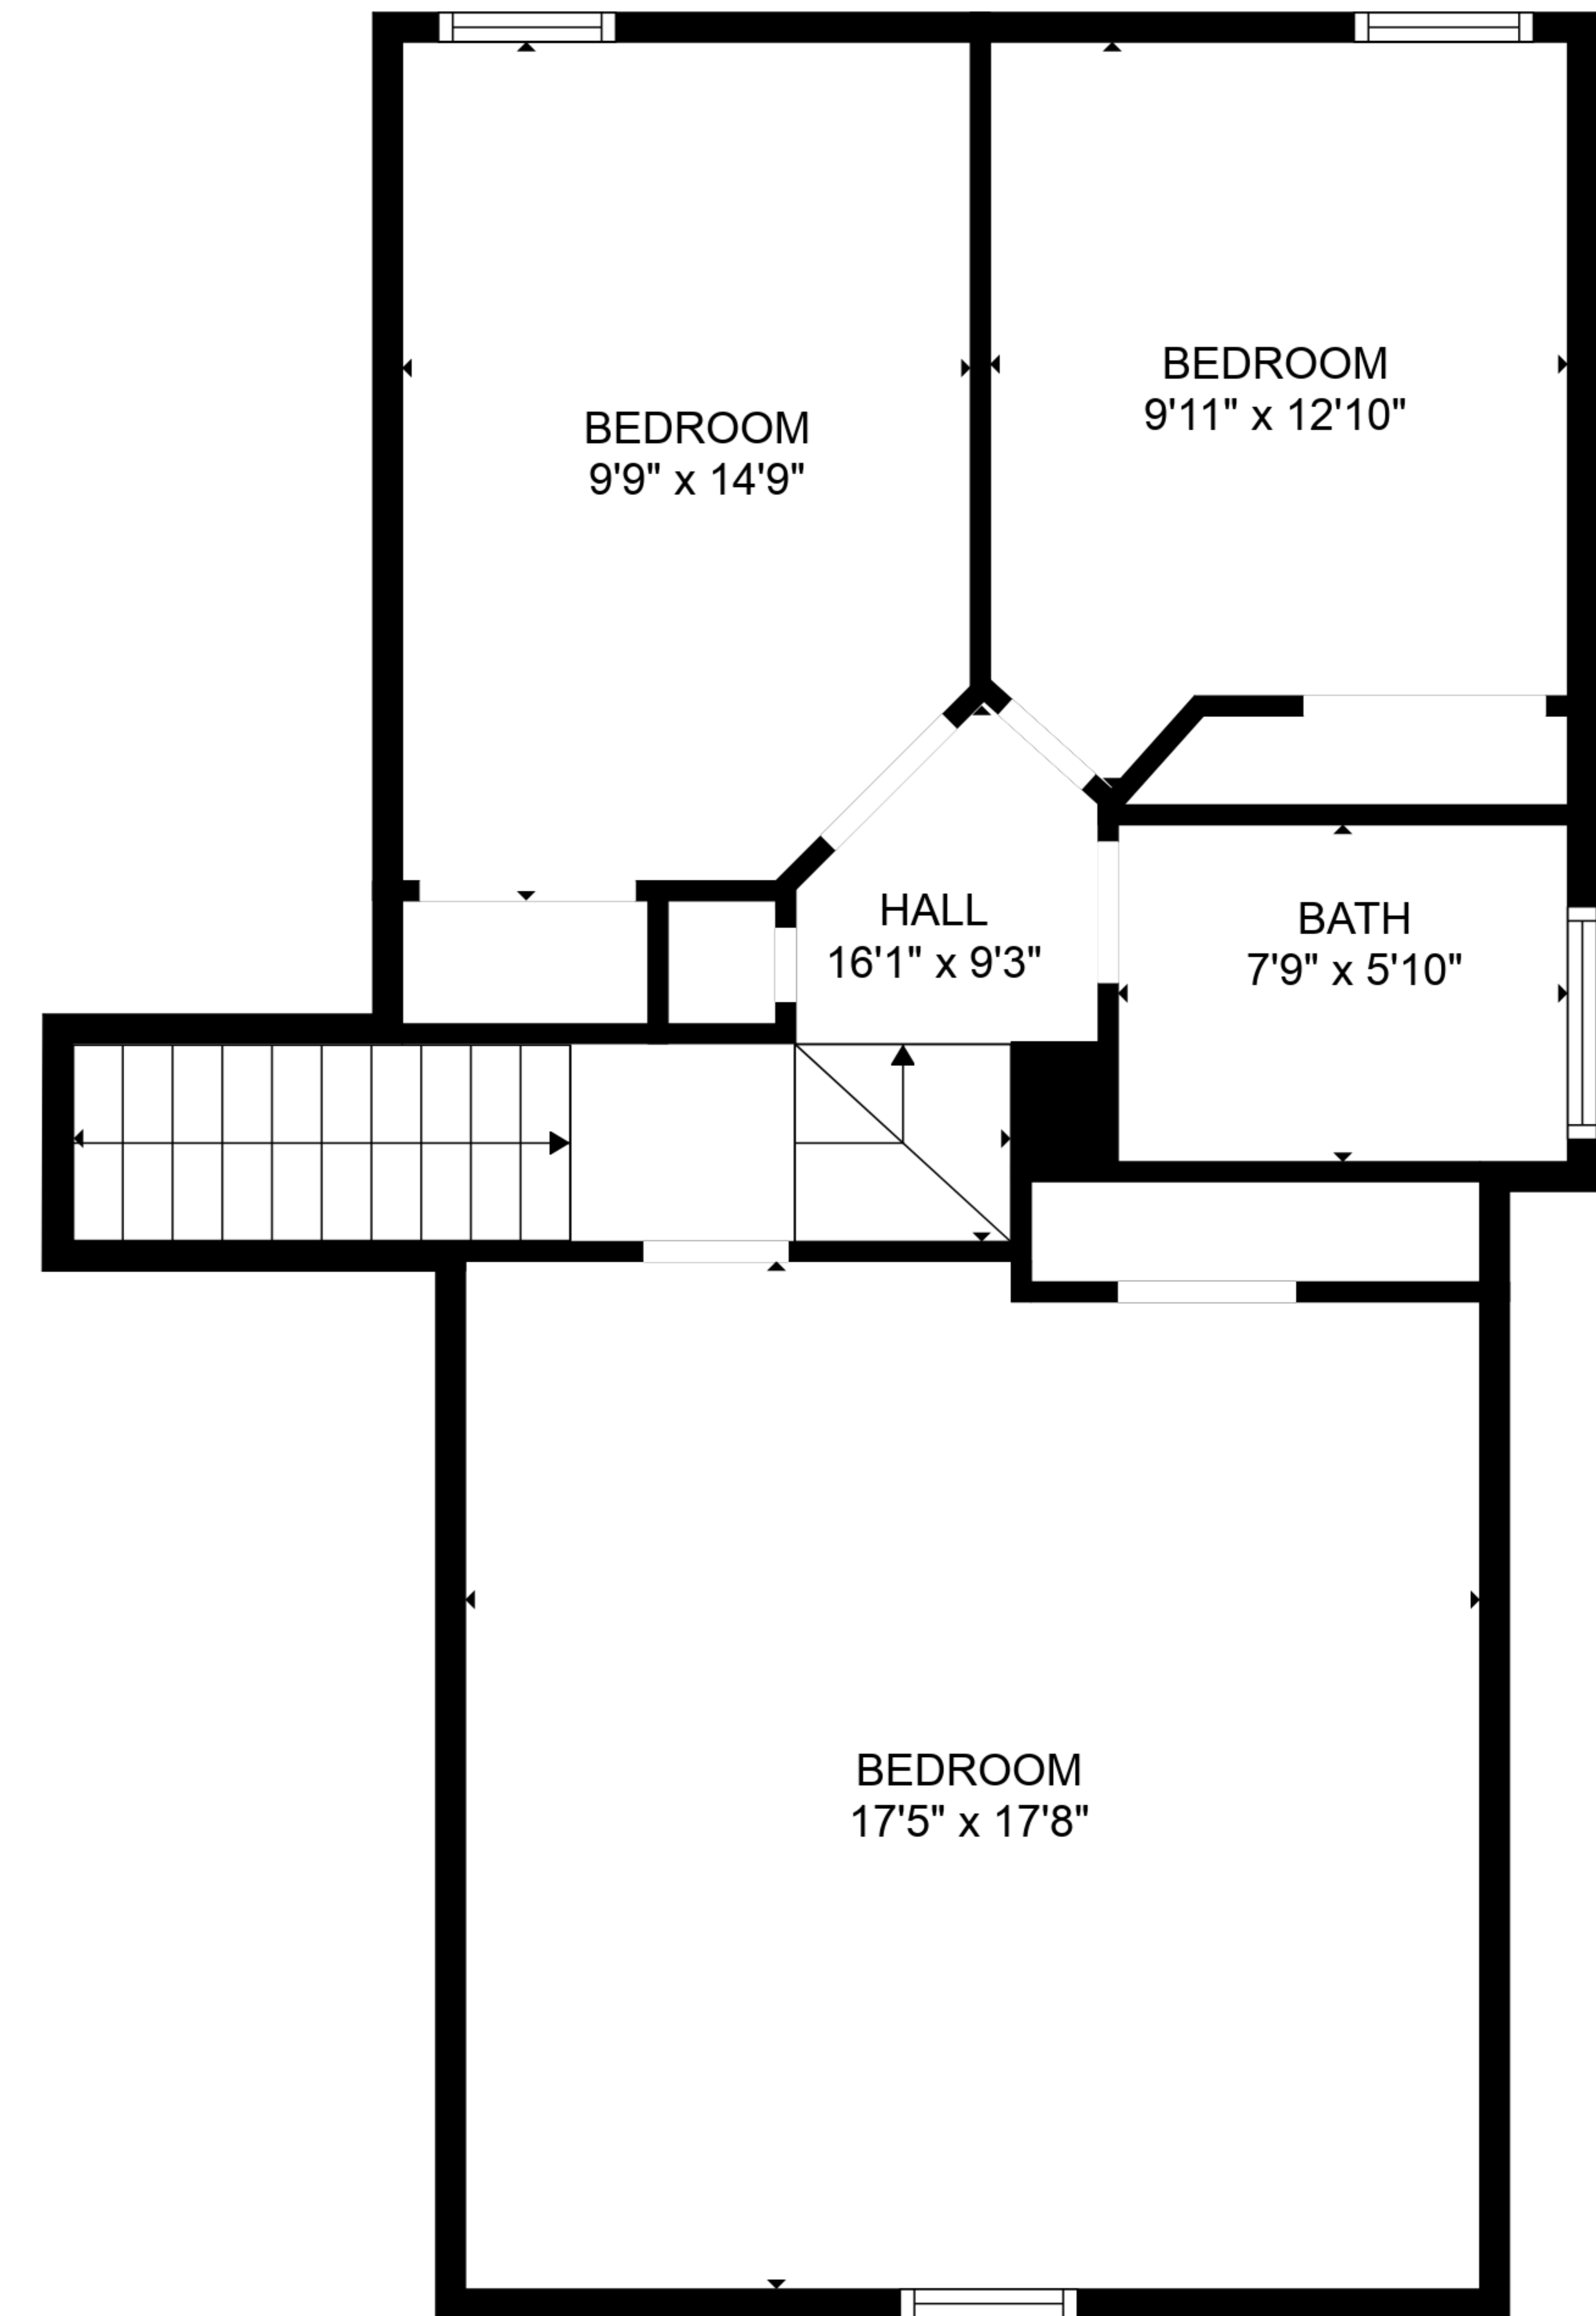 BEDROOM
9'11" x 12'10"
BEDROOM
9'9" x 14'9"
HALL
16'1" x 9'3"
BATH
7'9" x 5'10"
BEDROOM
17'5" x 17'8"